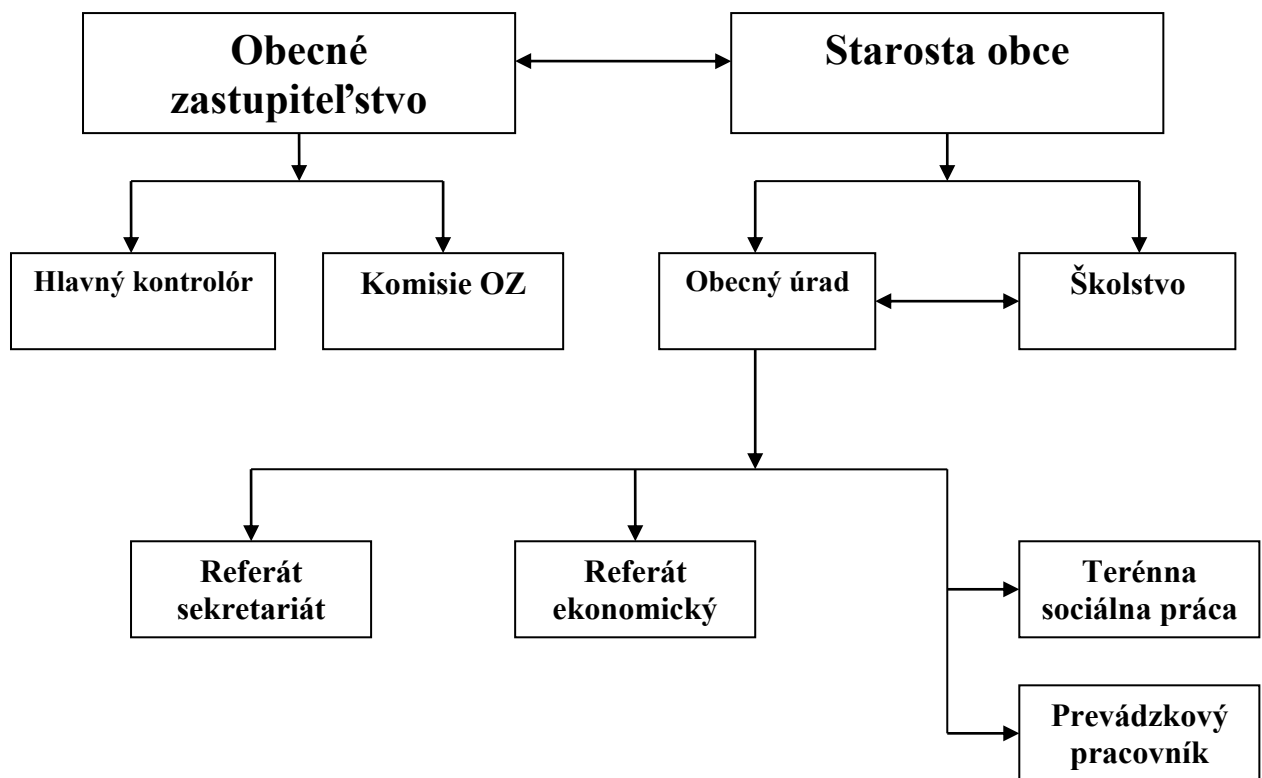 Obecné
zastupiteľstvo
Starosta obce
Hlavný kontrolór
Komisie OZ
Obecný úrad
Školstvo
Referát
sekretariát
Referát
ekonomický
Terénna
sociálna práca
Prevádzkový
pracovník